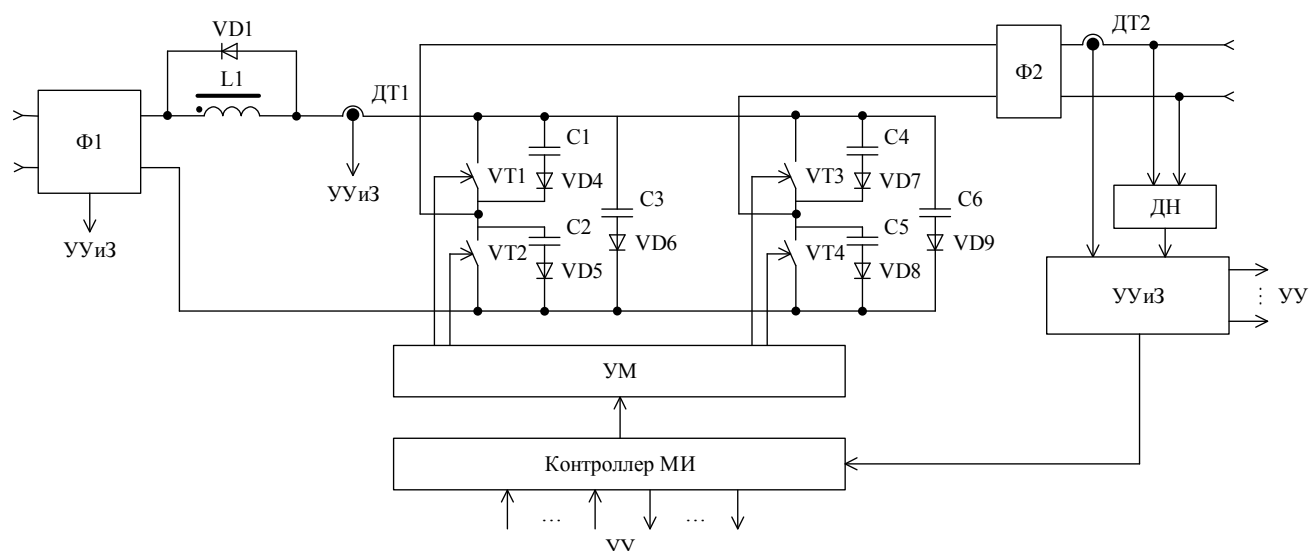 VD1
L1
ДТ1
ДТ2
Ф1
Ф2
УУиЗ
УУиЗ
C1
VD4
VT1
C2
VD5
VT2
C3
VD6
C4
VD7
VT3
C5
VD8
VT4
C6
VD9
ДН
УУиЗ
УУ
УМ
Контроллер МИ
... ...
УУ